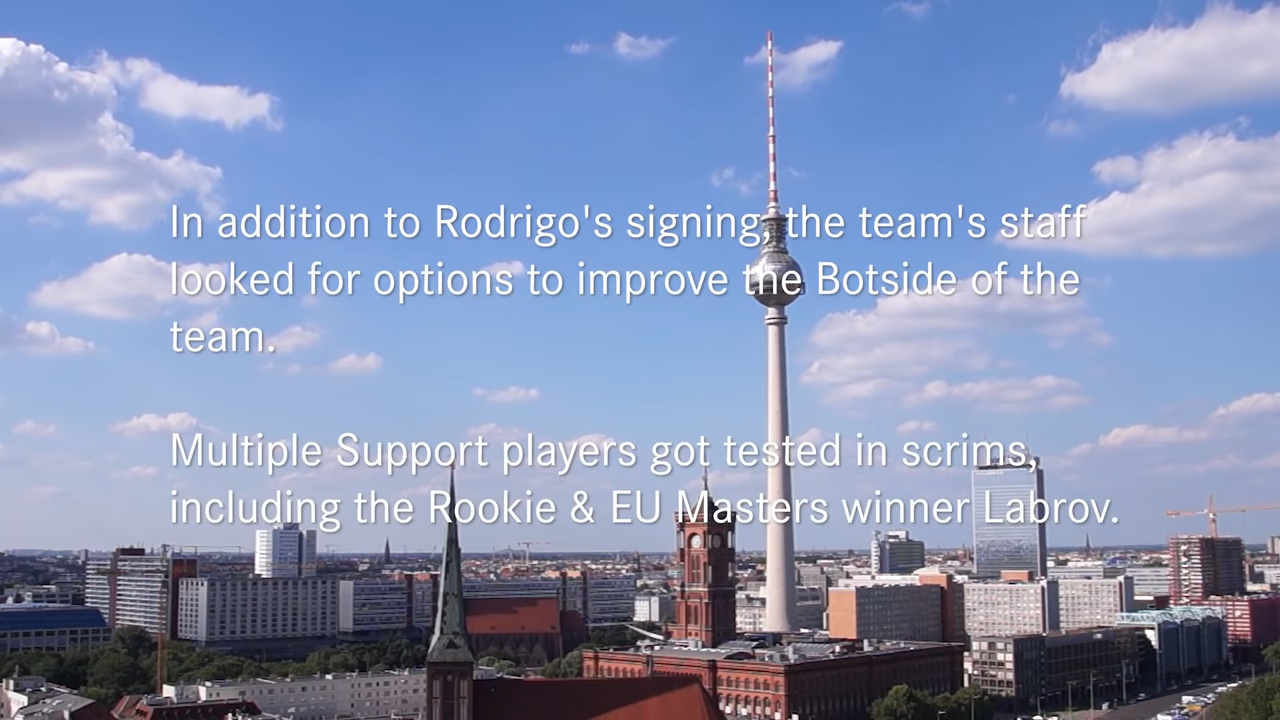 In addition to Rodrigo's signing, the team's staff
looked for options to improve the Botside of the
team.
Multiple Support players got tested in scrims,
including the Rookie & EU Masters winner Labrov.